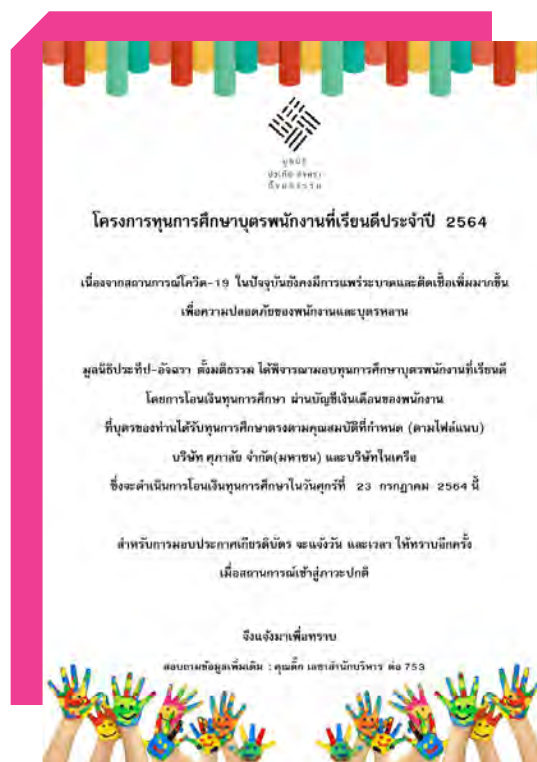 มูลนิธิ
ประทีป อัจฉรา
ตั้งมติธรรม
โครงการทุนการศึกษาบุตรพนักงานที่เรียนดีประจำปี 2564
เนื่องจากสถานการณ์โควิด-19 ในปัจจุบันยังคงมีการแพร่ระบาดและติดเชื้อเพิ่มมากขึ้น
เพื่อความปลอดภัยของพนักงานและบุตรหลาน
มูลนิธิประทีป-อัจฉรา ตั้งมติธรรม ได้พิจารณามอบทุนการศึกษาบุตรพนักงานที่เรียนดี
โดยการโอนเงินทุนการศึกษา ผ่านบัญชีเงินเดือนของพนักงาน
ที่บุตรของท่านได้รับทุนการศึกษาตรงตามคุณสมบัติที่กำหนด (ตามไฟล์แนบ)
บริษัท ศุภาลัย จำกัด(มหาชน) และบริษัทในเครือ
ซึ่งจะดำเนินการโอนเงินทุนการศึกษาในวันศุกร์ที่ 23 กรกฎาคม 2564 นี้
สำหรับการมอบประกาศเกียรติบัตร จะแจ้งวัน และเวลา ให้ทราบอีกครั้ง
เมื่อสถานการณ์เข้าสู่ภาวะปกติ
จึงแจ้งมาเพื่อทราบ
สอบถามข้อมูลเพิ่มเติม : คุณติ๊ก เลขาสำนักบริหาร ต่อ 753